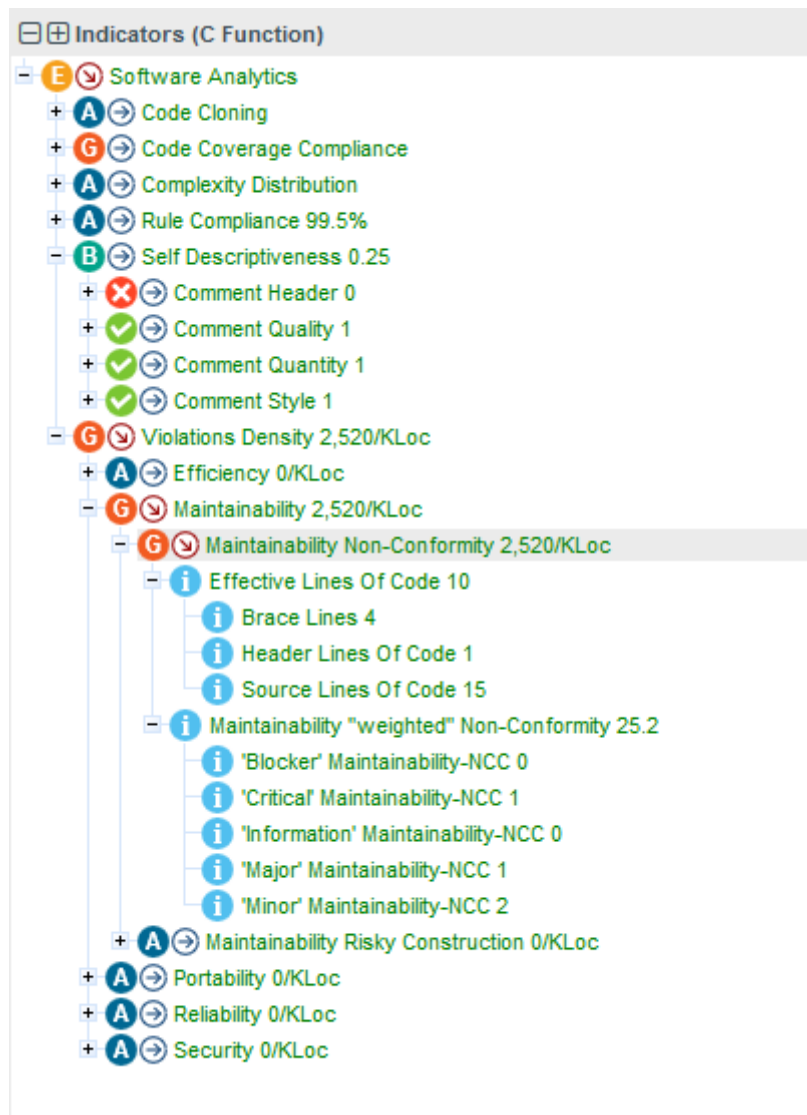 Indicators (C Function)
E Software Analytics
A Code Cloning
G Code Coverage Compliance
A Complexity Distribution
A Rule Compliance 99.5%
B Self Descriptiveness 0.25
Comment Header 0
Comment Quality 1
Comment Quantity 1
Comment Style 1
G Violations Density 2,520/KLoc
A Efficiency 0/KLoc
G Maintainability 2,520/KLoc
G Maintainability Non-Conformity 2,520/KLoc
i Effective Lines Of Code 10
i Brace Lines 4
i Header Lines Of Code 1
i Source Lines Of Code 15
i Maintainability "weighted" Non-Conformity 25.2
i 'Blocker' Maintainability-NCC 0
i 'Critical' Maintainability-NCC 1
i 'Information' Maintainability-NCC 0
i 'Major' Maintainability-NCC 1
i 'Minor' Maintainability-NCC 2
A Maintainability Risky Construction 0/KLoc
A Portability 0/KLoc
A Reliability 0/KLoc
A Security 0/KLoc